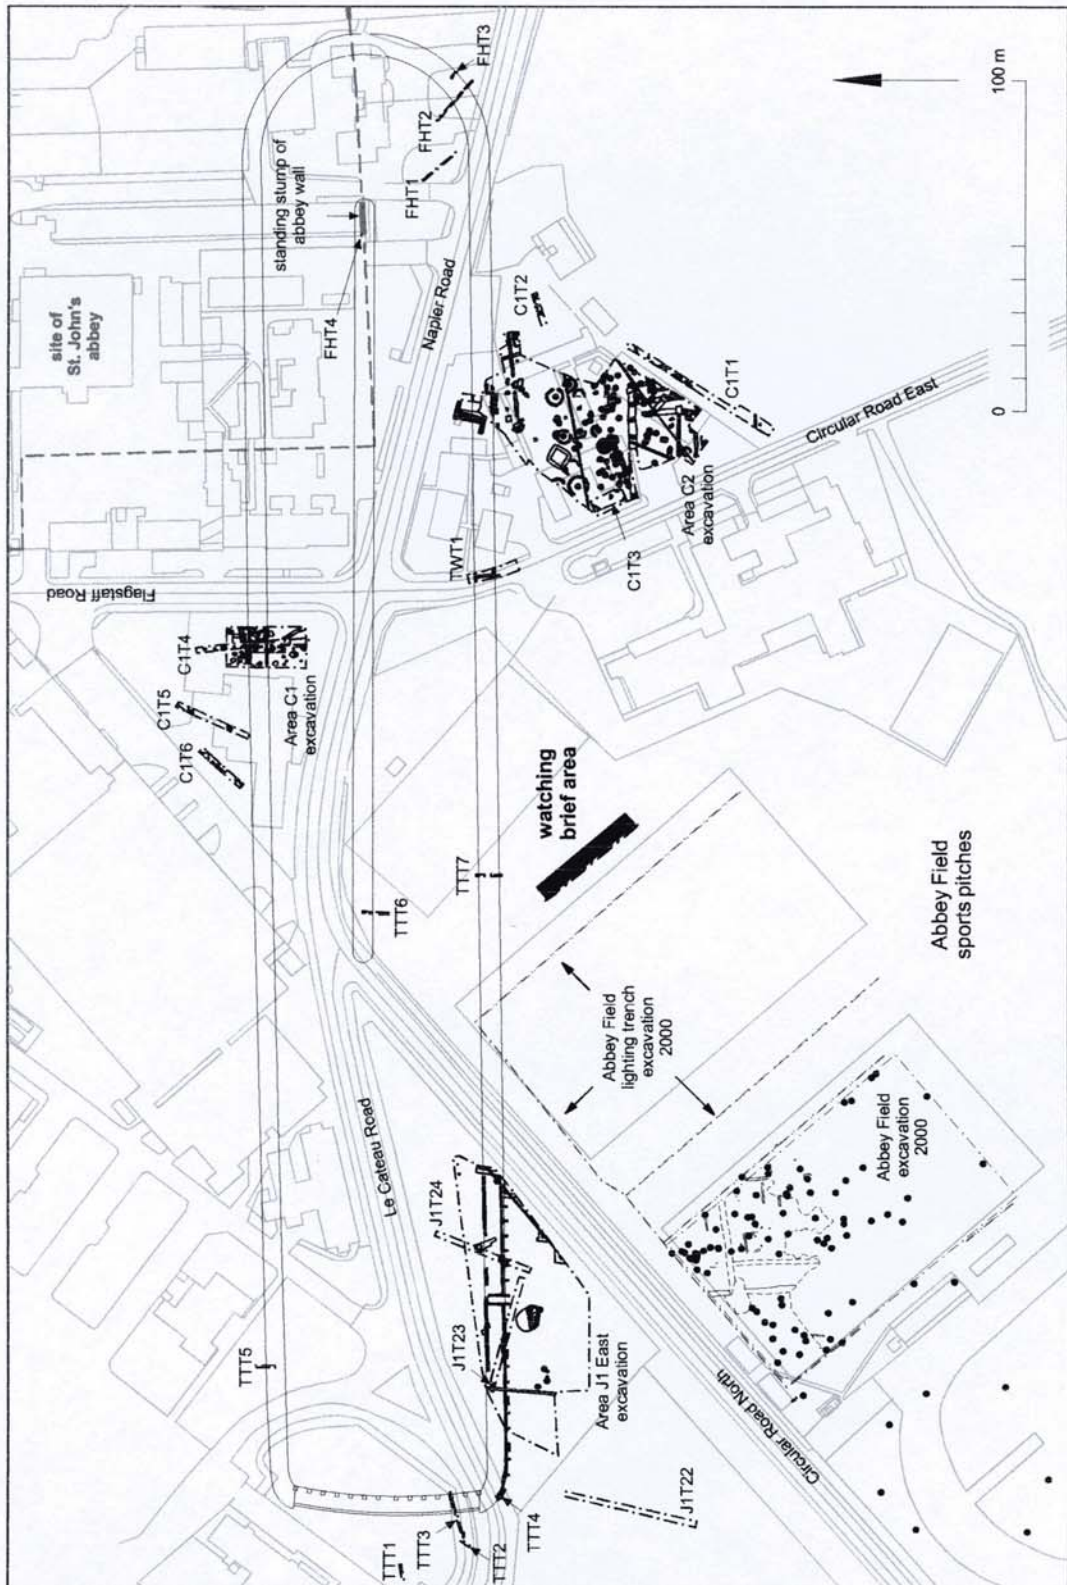 FHT3
FHT2
FHT1
standing stump of
abbey wall
FHT4
Napier Road
site of
St. John's
abbey
C1T2
C1T1
Circular Road East
Area C2
excavation
C1T3
TWT1
Flagstaff Road
C1T4
C1T5
C1T6
Area C1
excavation
watching
brief area
TTT7
TTT6
Abbey Field
sports pitches
Abbey Field
lighting trench
excavation
2000
Abbey Field
excavation
2000
Le Cateau Road
J1T24
J1T23
Area J1 East
excavation
Circular Road North
J1T22
TTT5
TTT4
TTT3
TTT2
TTT1
0
100 m